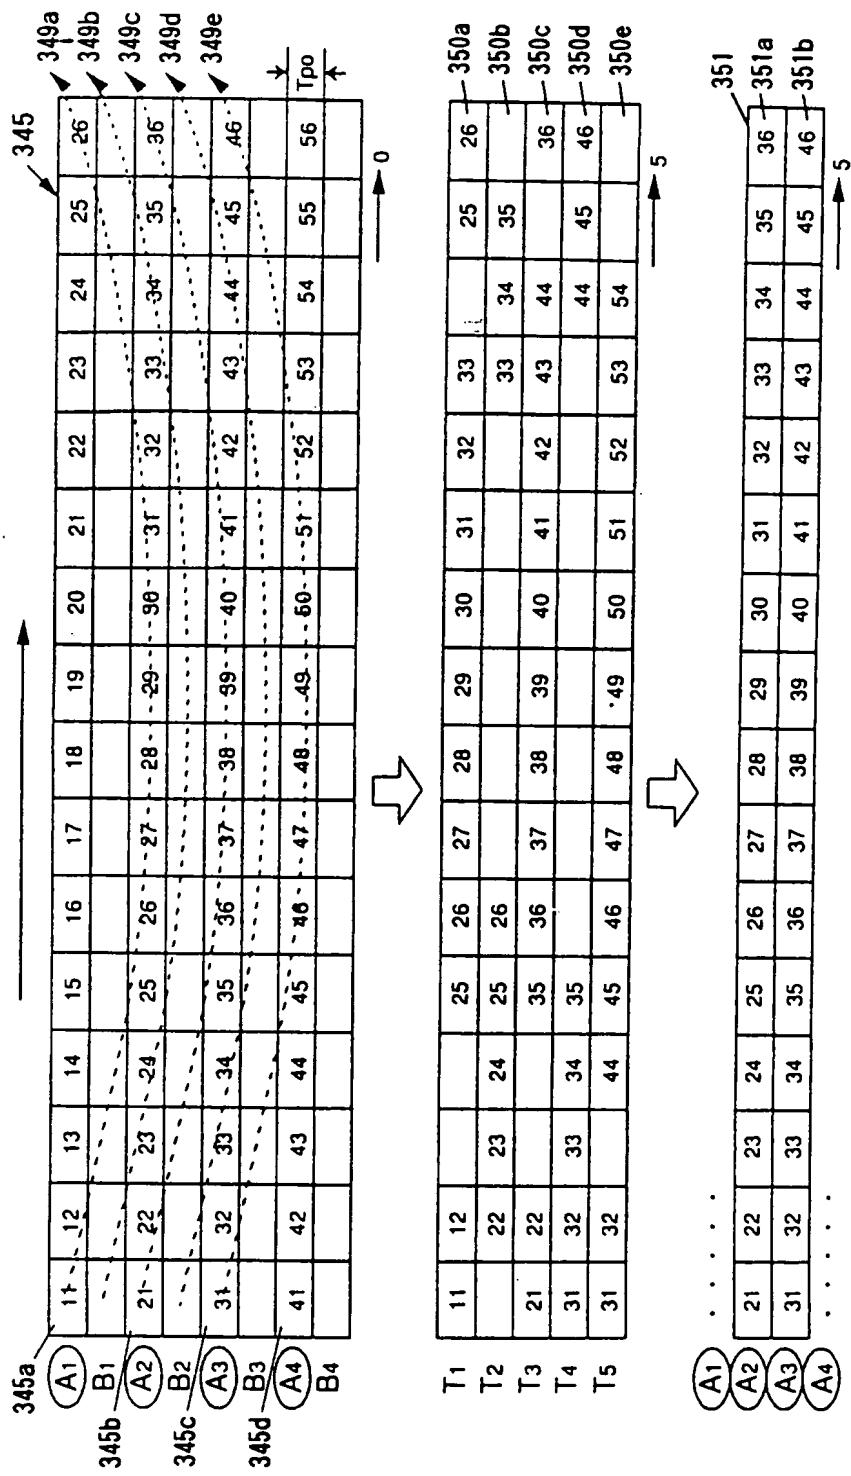 345
345a
A1 11 12 13 14 15 16 17 18 19 20 21 22 23 24 25 26 349a
B1 349b
345b
A2 21 22 23 24 25 26 27 28 29 30 31 32 33 34 35 36 349c
B2 349d
345c
A3 31 32 33 34 35 36 37 38 39 40 41 42 43 44 45 46 349e
B3
345d
A4 41 42 43 44 45 46 47 48 49 50 51 52 53 54 55 56 Tpo
B4
0
T1 11 12 25 26 27 28 29 30 31 32 33 25 26 350a
T2 22 23 24 25 26 33 34 35 350b
T3 21 22 35 36 37 38 39 40 41 42 43 44 36 350c
T4 31 32 33 34 35 44 45 46 350d
T5 31 32 44 45 46 47 48 49 50 51 52 53 54 350e
5
351
A1 .....
A2 21 22 23 24 25 26 27 28 29 30 31 32 33 34 35 36 351a
A3 31 32 33 34 35 36 37 38 39 40 41 42 43 44 45 46 351b
A4 .....
5